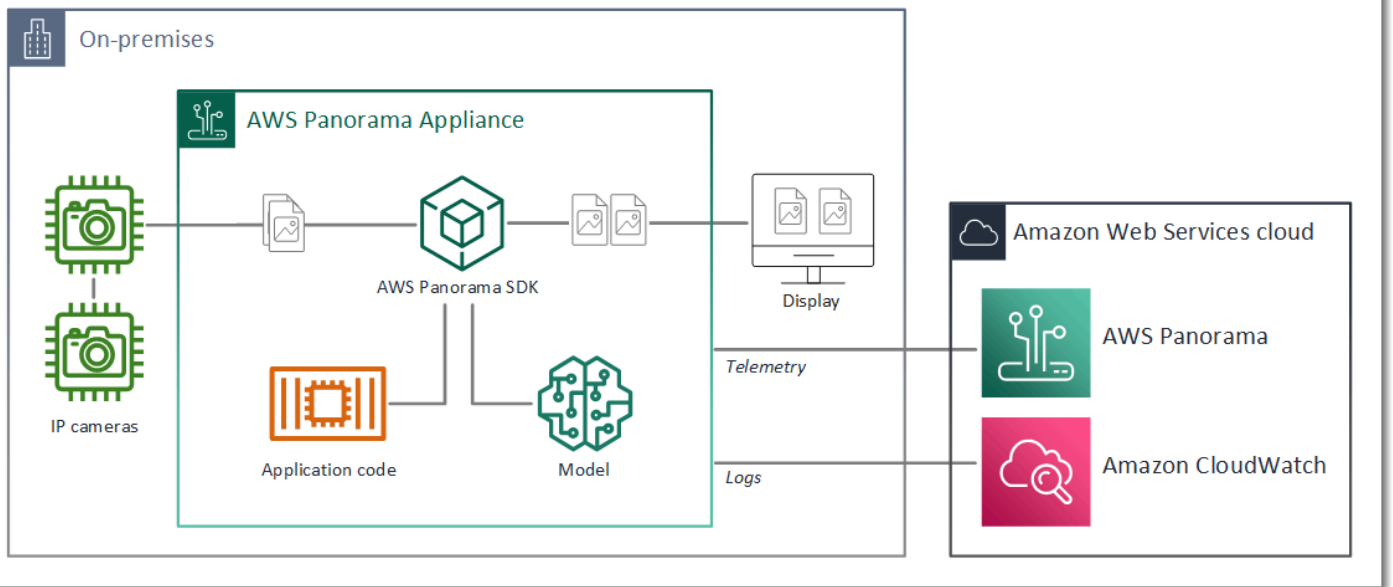 On-premises
AWS Panorama Appliance
AWS Panorama SDK
Display
Amazon Web Services cloud
AWS Panorama
Telemetry
IP cameras
Application code
Model
Logs
Amazon CloudWatch